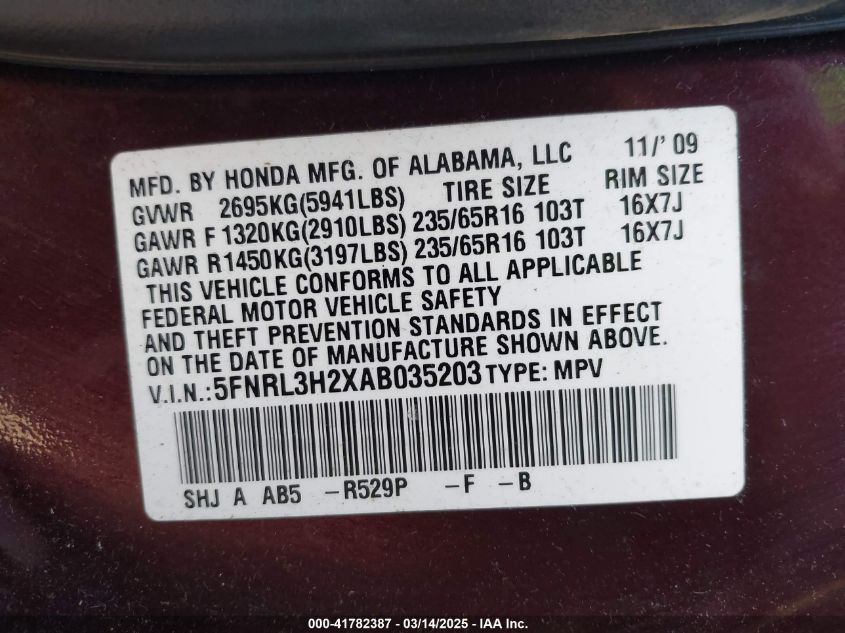 MFD. BY HONDA MFG. OF ALABAMA, LLC 11/' 09
GVWR 2695KG(5941LBS) TIRE SIZE RIM SIZE
GAWR F 1320KG(2910LBS) 235/65R16 103T 16X7J
GAWR R1450KG(3197LBS) 235/65R16 103T 16X7J
THIS VEHICLE CONFORMS TO ALL APPLICABLE
FEDERAL MOTOR VEHICLE SAFETY
AND THEFT PREVENTION STANDARDS IN EFFECT
ON THE DATE OF MANUFACTURE SHOWN ABOVE.
V.I.N.:5FNRL3H2XAB035203 TYPE: MPV
SHJ A AB5 -R529P -F -B
000-41782387 - 03/14/2025 - IAA Inc.